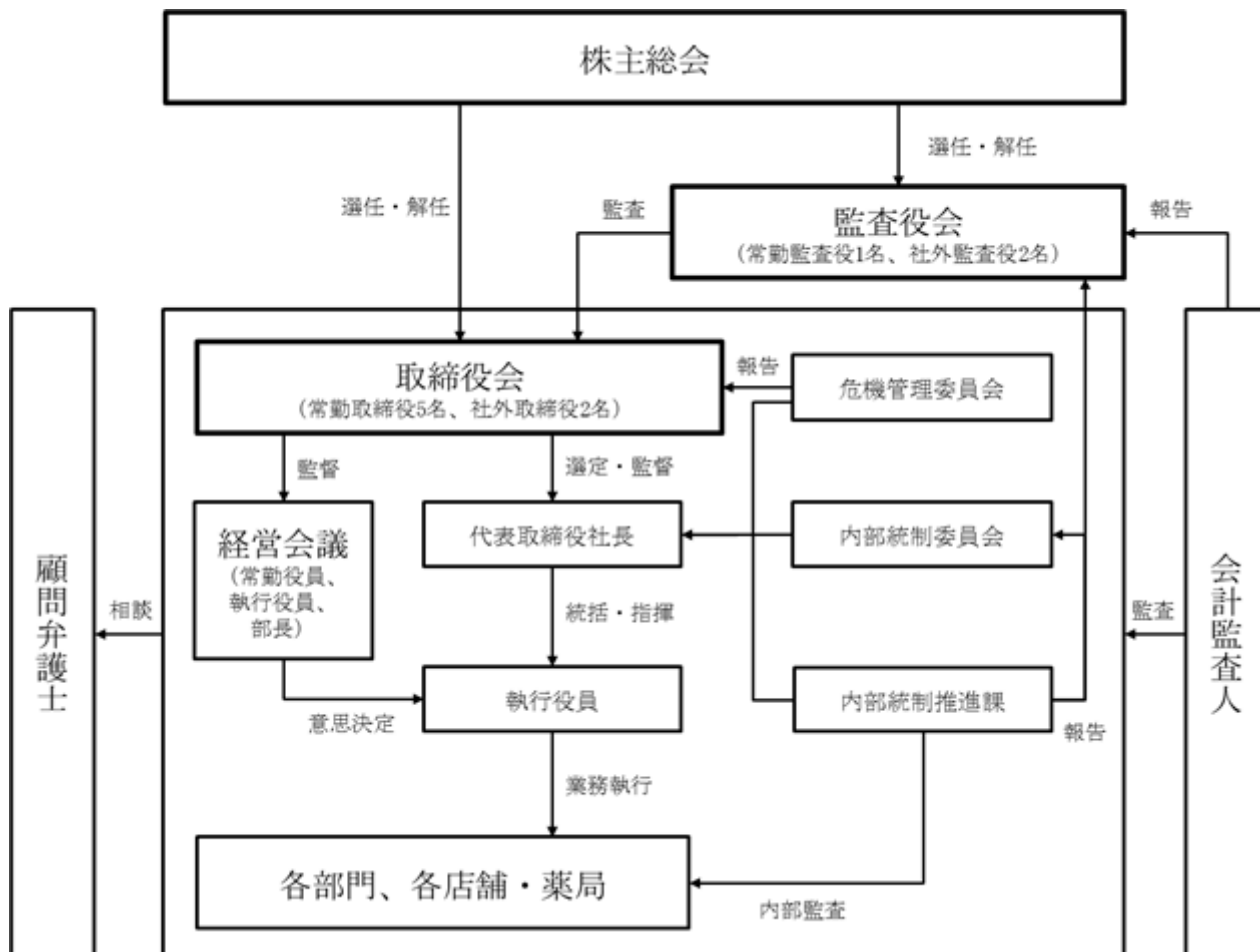 株主総会
選任・解任
選任・解任
監査
監査役会
(常勤監査役1名、社外監査役2名)
報告
取締役会
(常勤取締役5名、社外取締役2名)
報告
危機管理委員会
監督
選定・監督
経営会議
(常勤役員、
執行役員、
部長)
代表取締役社長
内部統制委員会
顧問弁護士
相談
統括・指揮
監査
会計監査人
意思決定
執行役員
内部統制推進課
報告
業務執行
各部門、各店舗・薬局
内部監査